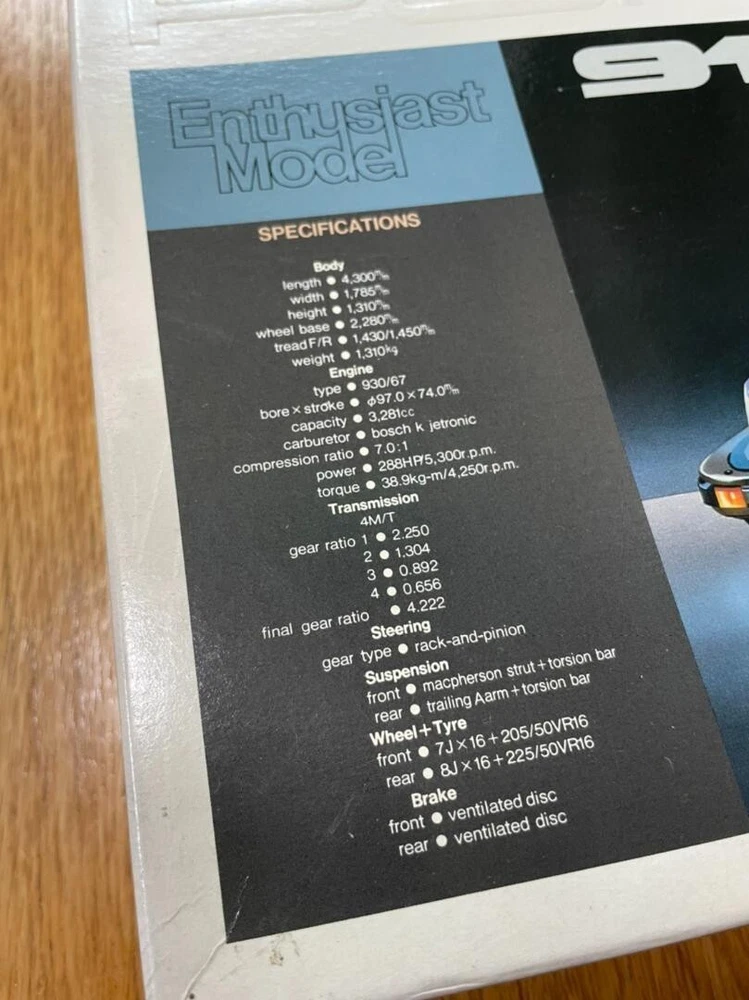 Enthusiast
Model
91
SPECIFICATIONS
Body
length ● 4,300m/m
width ● 1,785m/m
height ● 1,310m/m
wheel base ● 2,280m/m
tread F/R ● 1,430/1,450m/m
weight ● 1,310kg
Engine
type ● 930/67
bore×stroke ● φ97.0×74.0m/m
capacity ● 3,281cc
carburetor ● bosch k jetronic
compression ratio ● 7.0:1
power ● 288HP/5,300r.p.m.
torque ● 38.9kg-m/4,250r.p.m.
Transmission
4M/T
gear ratio 1 ● 2.250
2 ● 1.304
3 ● 0.892
4 ● 0.656
final gear ratio ● 4.222
Steering
gear type ● rack-and-pinion
Suspension
front ● macpherson strut+torsion bar
rear ● trailing Aarm+torsion bar
Wheel+Tyre
front ● 7J×16+205/50VR16
rear ● 8J×16+225/50VR16
Brake
front ● ventilated disc
rear ● ventilated disc